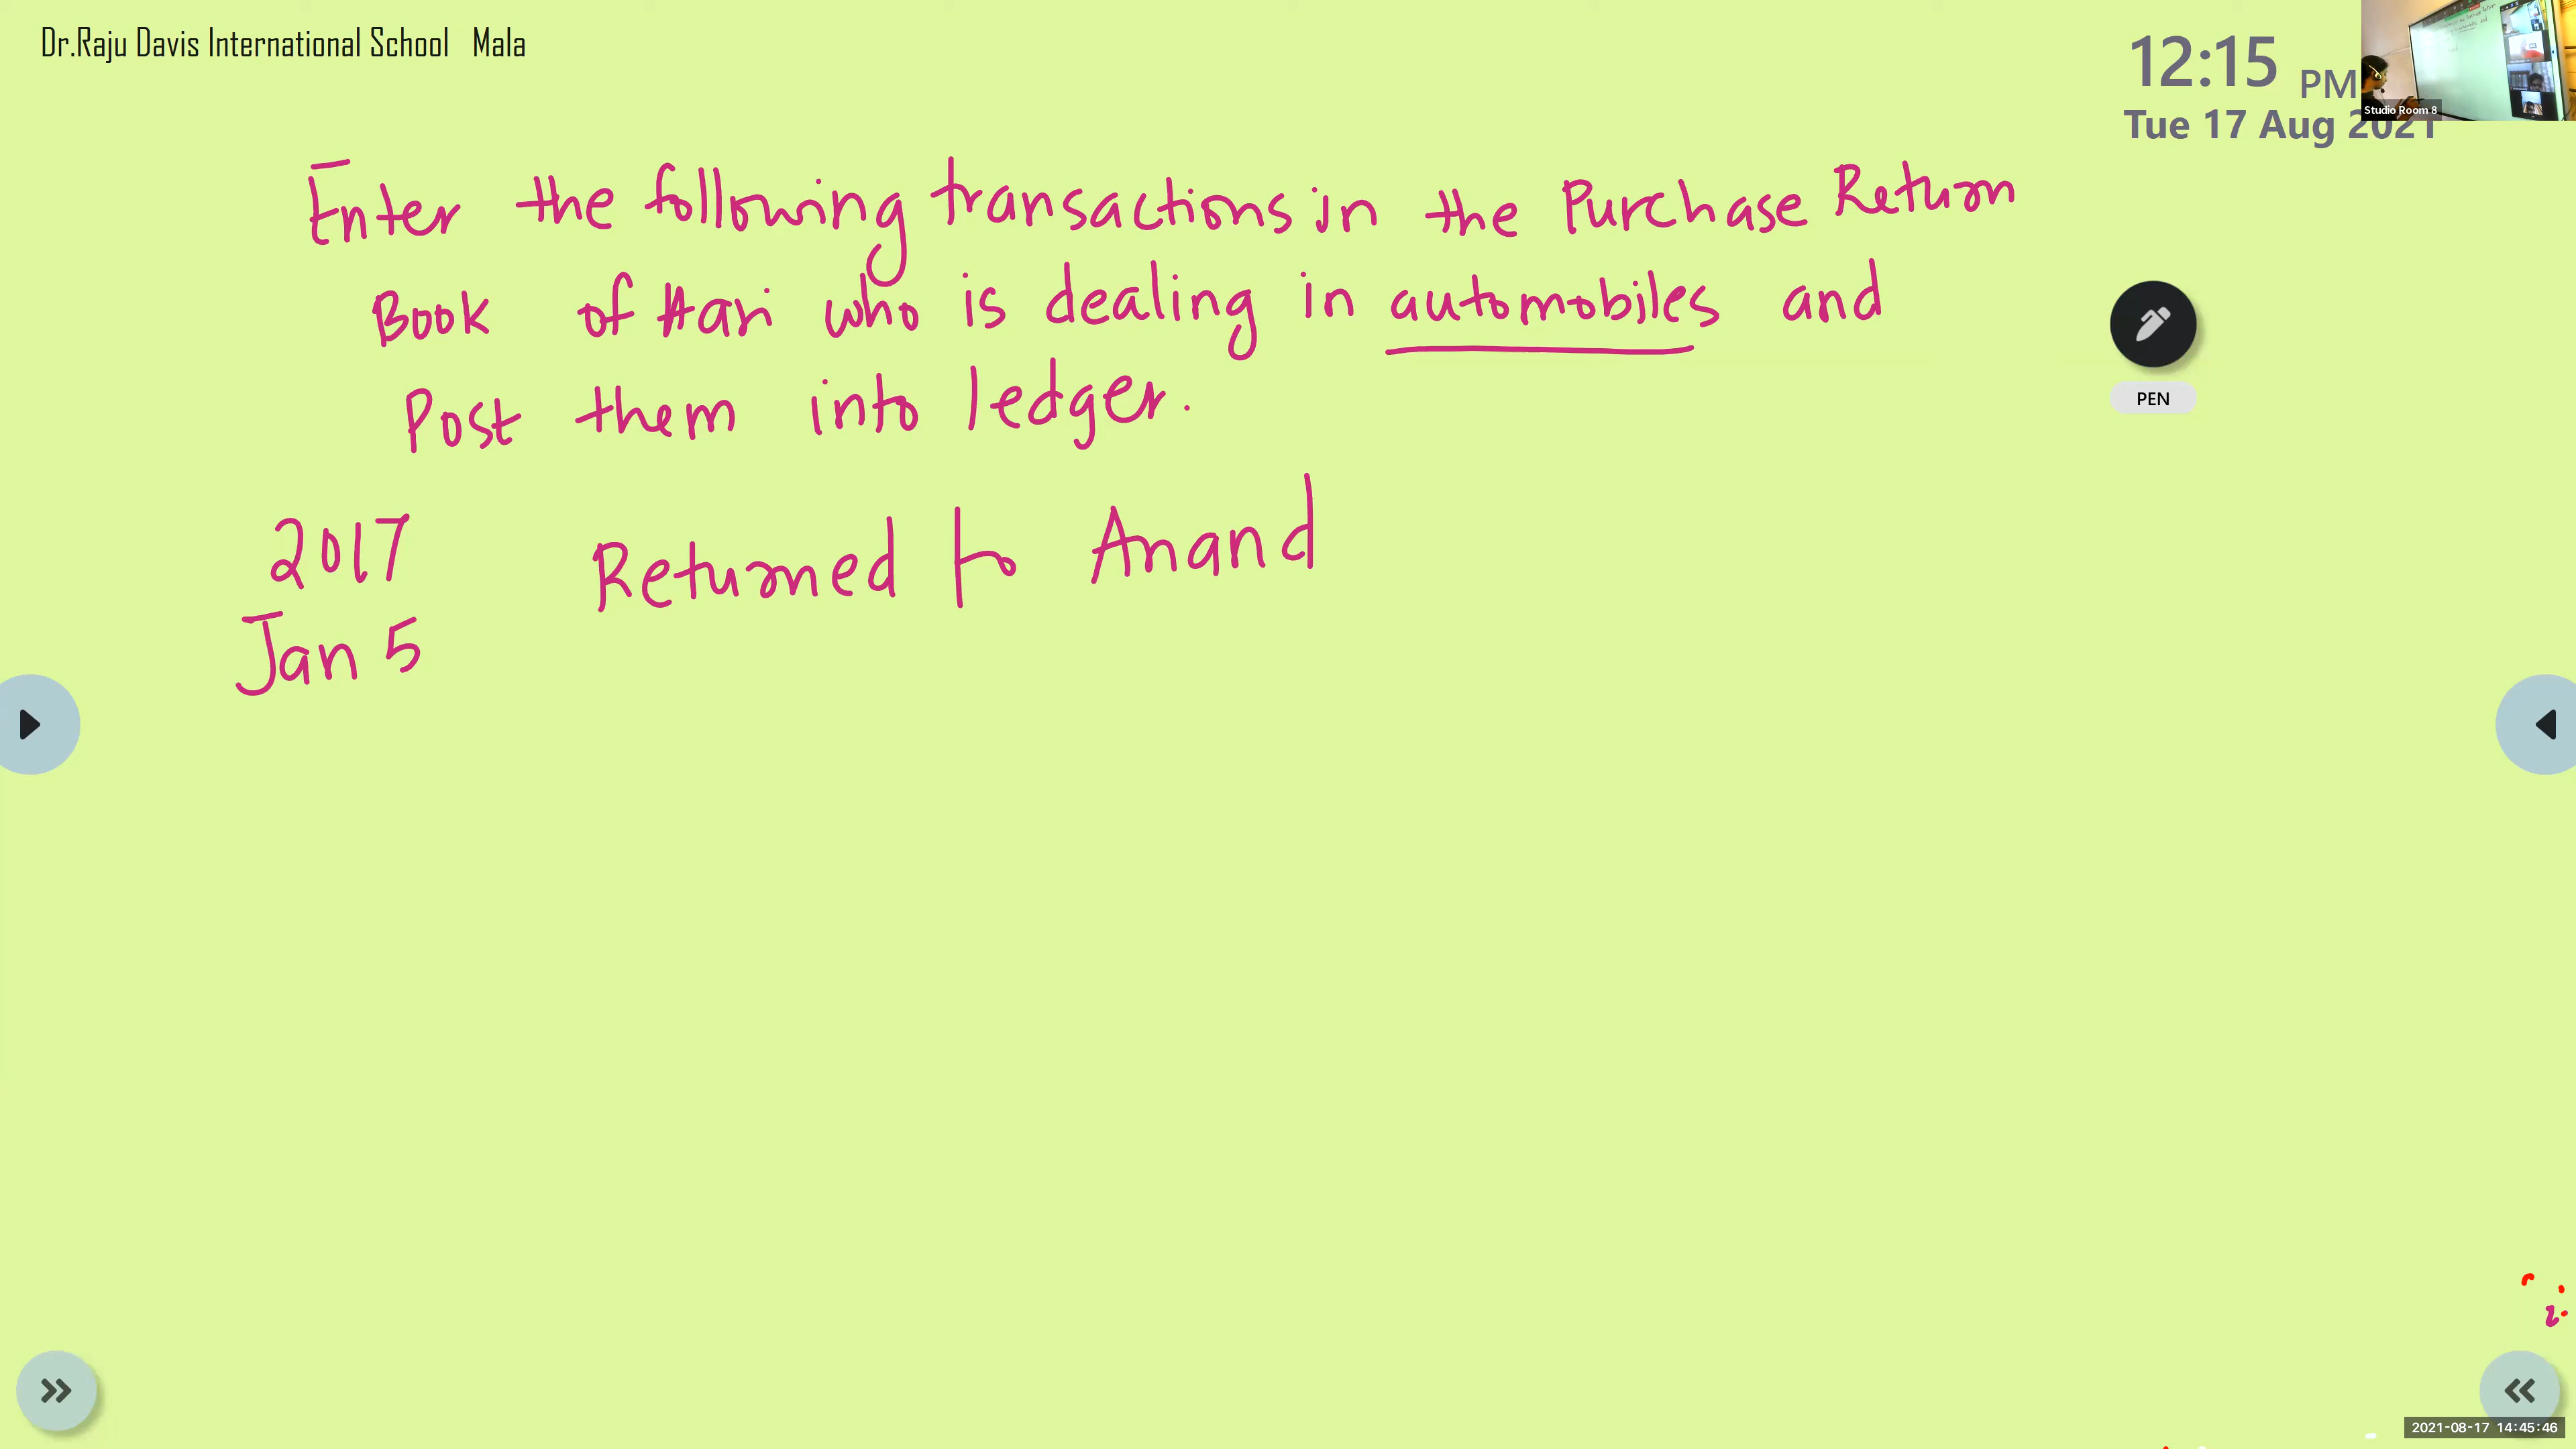 Dr.Raju Davis International School Mala
12:15 PM
Tue 17 Aug 2021
Studio Room 8
Enter the following transactions in the Purchase Return
Book of Hari who is dealing in automobiles and
Post them into ledger.
PEN
2017
Jan 5 Returned to Anand
2021-08-17 14:45:46